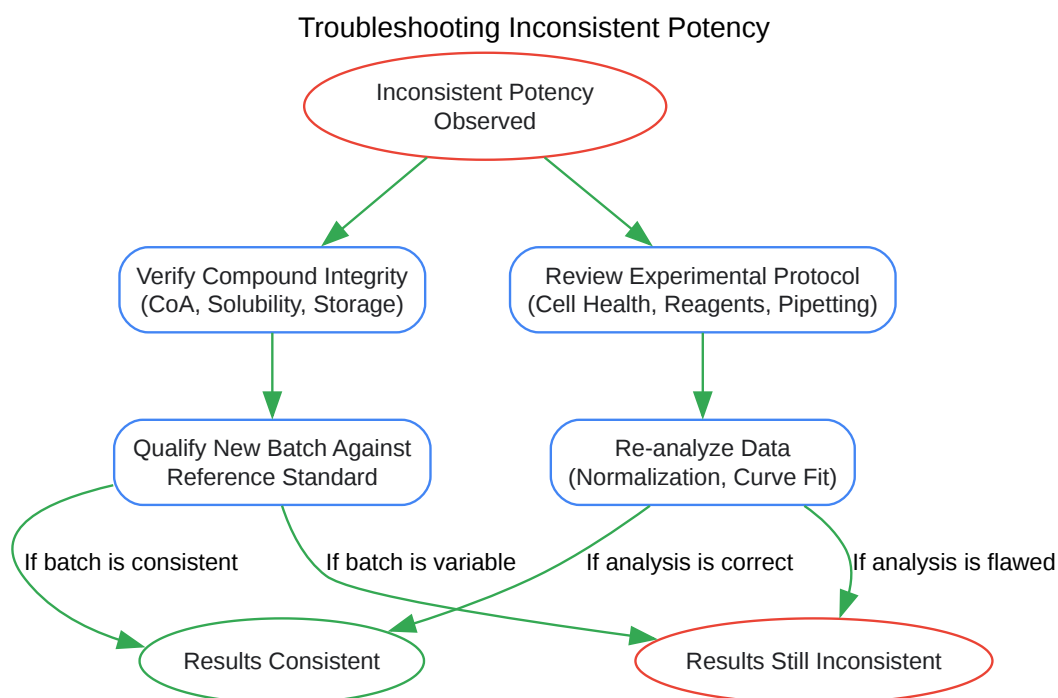 Troubleshooting Inconsistent Potency
Inconsistent Potency
Observed
Verify Compound Integrity
(CoA, Solubility, Storage)
Review Experimental Protocol
(Cell Health, Reagents, Pipetting)
Qualify New Batch Against
Reference Standard
Re-analyze Data
(Normalization, Curve Fit)
If batch is consistent
If batch is variable
If analysis is correct
If analysis is flawed
Results Consistent
Results Still Inconsistent